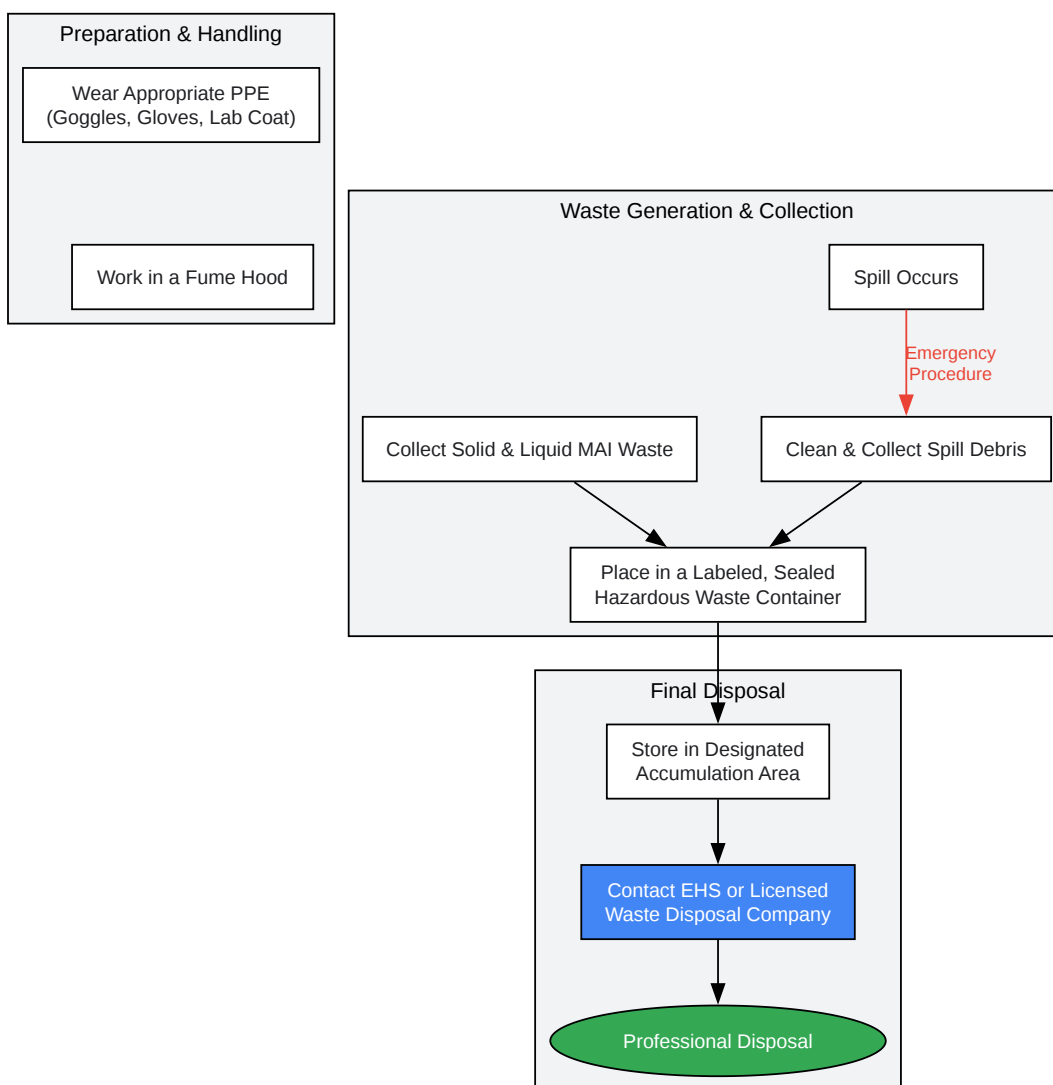 Preparation & Handling
Wear Appropriate PPE
(Goggles, Gloves, Lab Coat)
Work in a Fume Hood
Waste Generation & Collection
Spill Occurs
Emergency
Procedure
Collect Solid & Liquid MAI Waste
Clean & Collect Spill Debris
Place in a Labeled, Sealed
Hazardous Waste Container
Final Disposal
Store in Designated
Accumulation Area
Contact EHS or Licensed
Waste Disposal Company
Professional Disposal